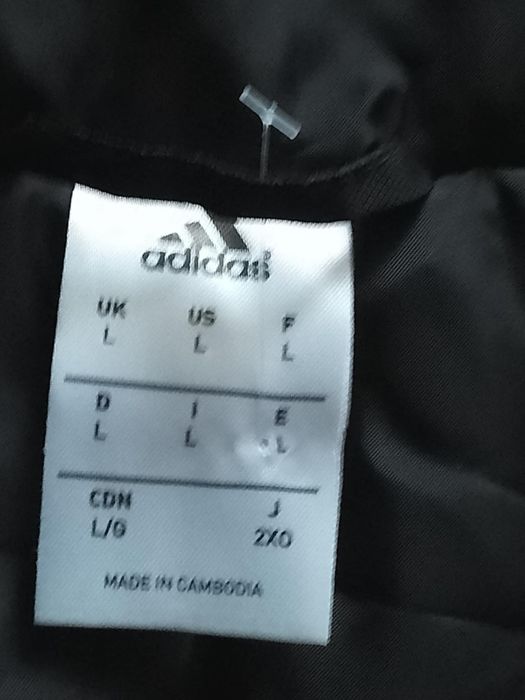 adidas
UK US F
L L L
D I E
L L L
CDN J
L/G 2XO
MADE IN CAMBODIA